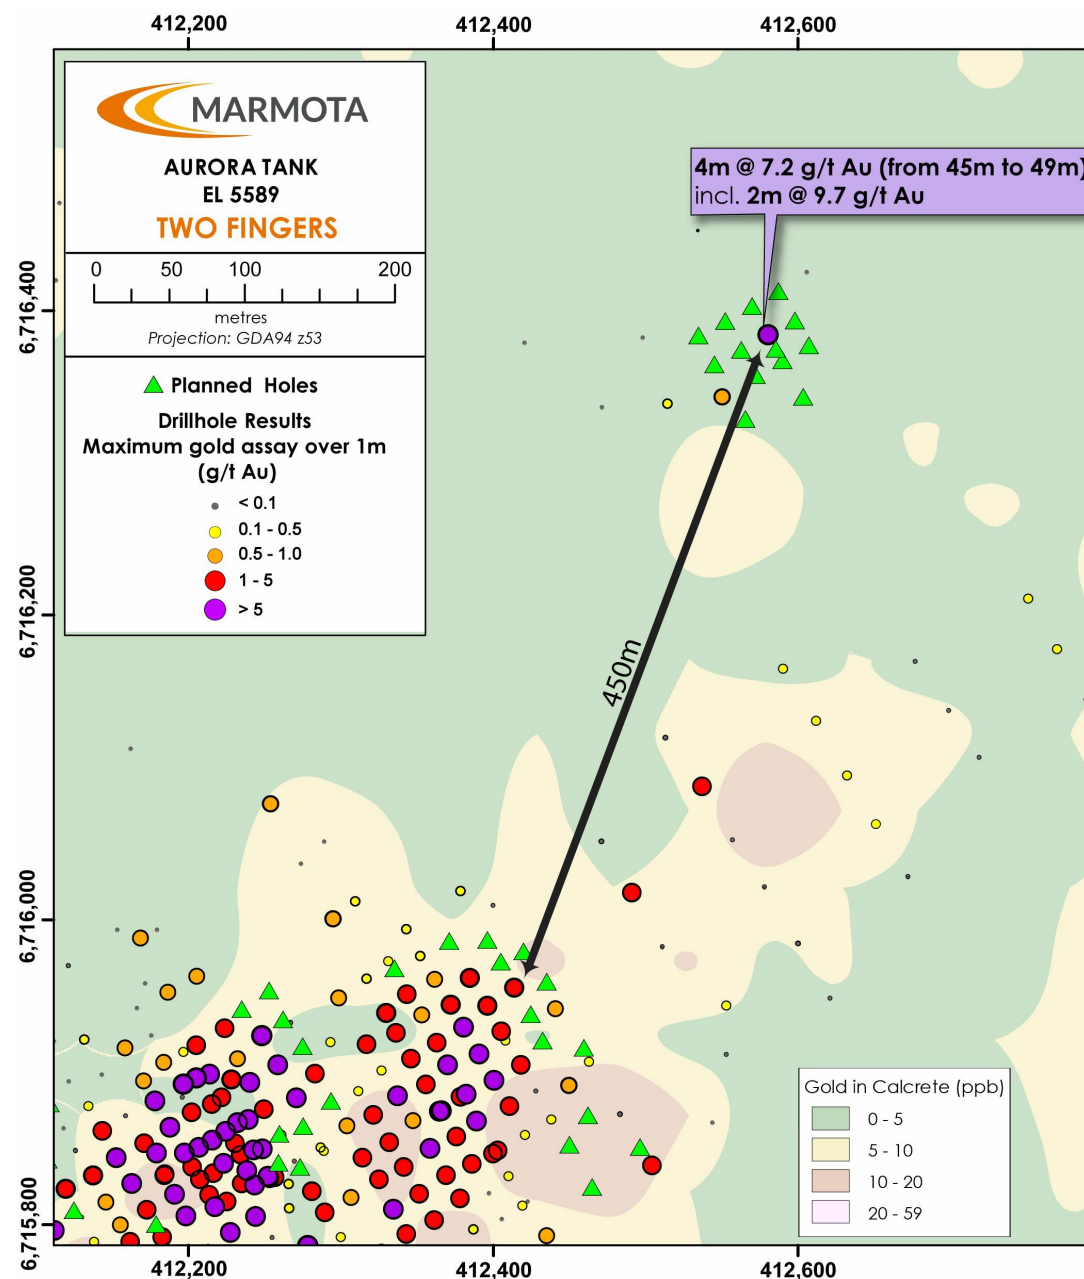 412,200 412,400 412,600
MARMOTA
AURORA TANK
EL 5589
TWO FINGERS
0 50 100 200
metres
Projection: GDA94 z53
Planned Holes
Drillhole Results
Maximum gold assay over 1m
(g/t Au)
< 0.1
0.1 - 0.5
0.5 - 1.0
1 - 5
> 5
4m @ 7.2 g/t Au (from 45m to 49m)
incl. 2m @ 9.7 g/t Au
6,716,400
6,716,200
6,716,000
6,715,800
450m
Gold in Calcrete (ppb)
0 - 5
5 - 10
10 - 20
20 - 59
412,200 412,400 412,600